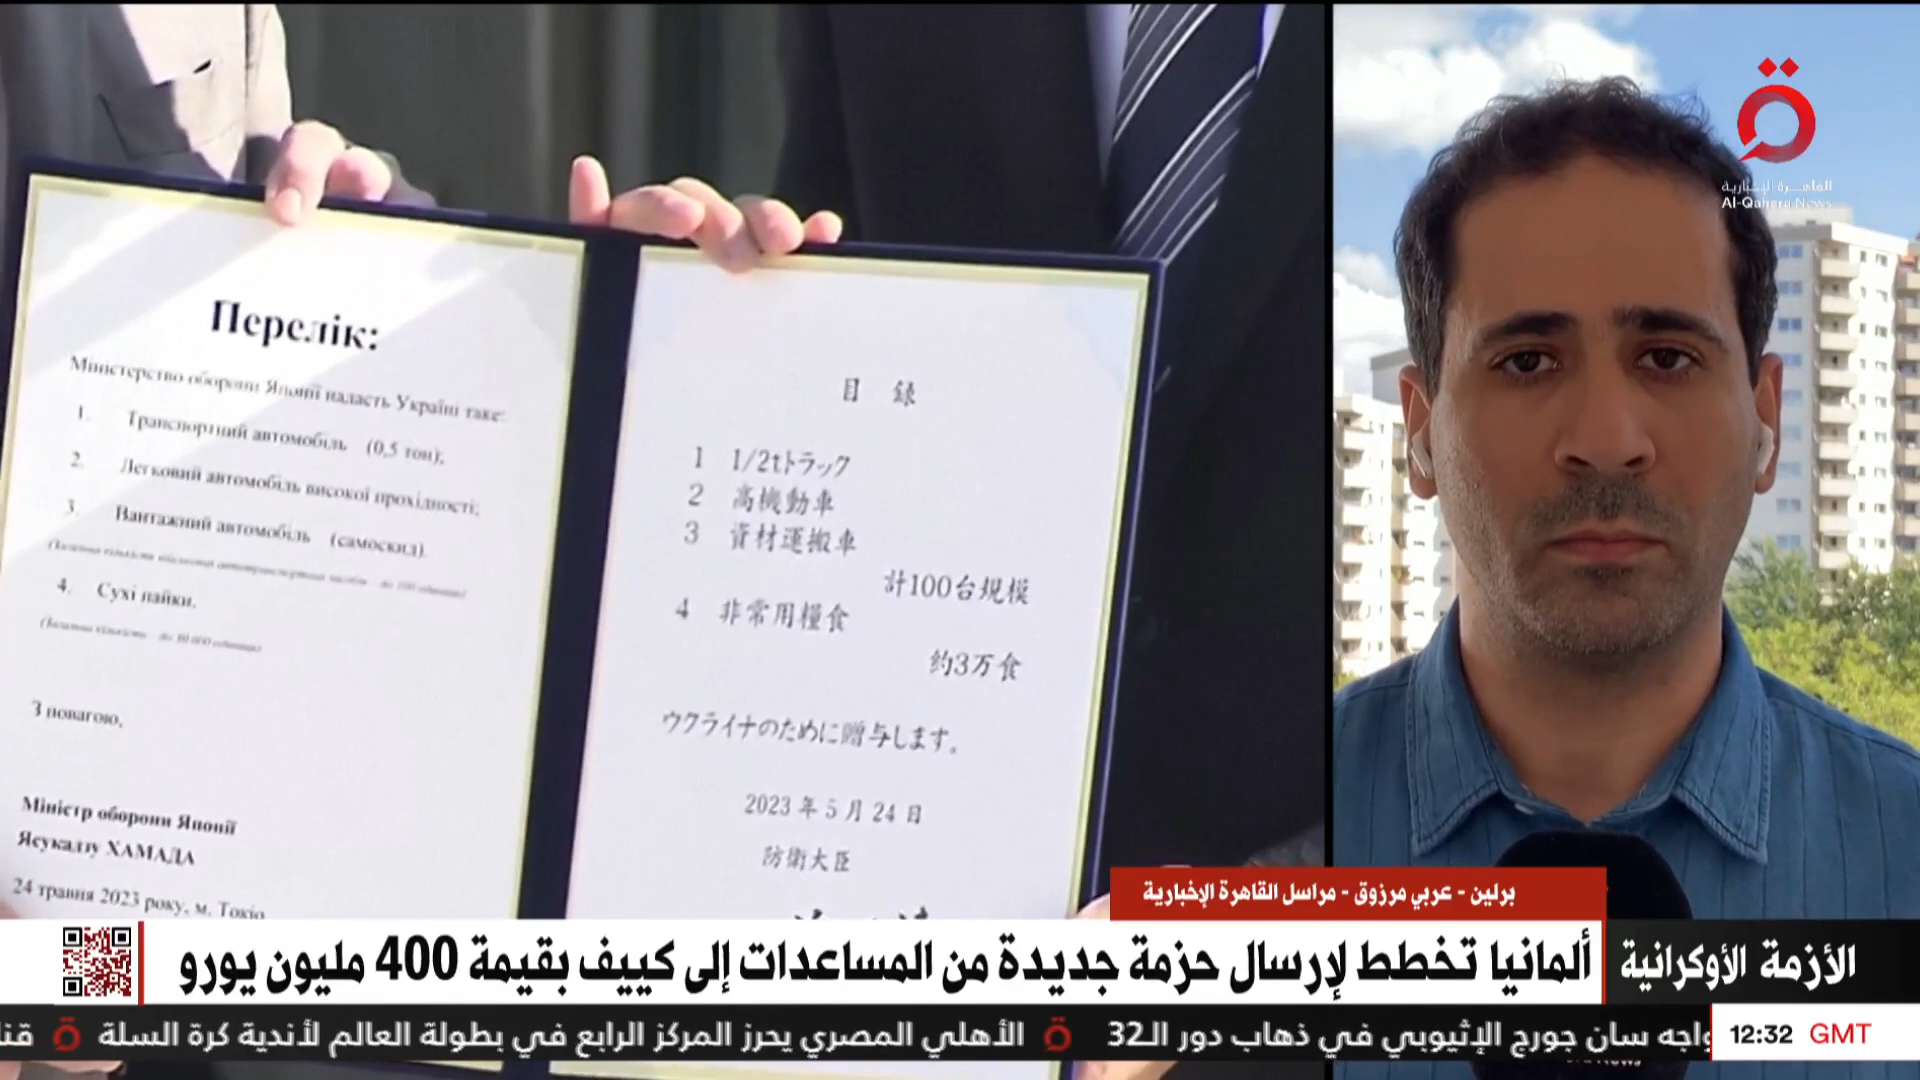 Перелік:
Міністерство оборони Японії надасть Україні таке:
1. Транспортний автомобіль (0,5 тон);
2. Легковий автомобіль високої прохідності;
3. Вантажний автомобіль (самоскид)
4. Сухі пайки.
З повагою,
Міністр оборони Японії
Ясукадзу ХАМАДА
24 травня 2023 року, м. Токіо
目 録
1 1/2tトラック
2 高機動車
3 資材運搬車
計100台規模
4 非常用糧食
約3万食
ウクライナのために贈与します。
2023 年 5 月 24 日
防衛大臣
القاهرة الإخبارية
Al-Qahera News
برلين - عربي مرزوق - مراسل القاهرة الإخبارية
الأزمة الأوكرانية
ألمانيا تخطط لإرسال حزمة جديدة من المساعدات إلى كييف بقيمة 400 مليون يورو
واجه سان جورج الإثيوبي في ذهاب دور الـ32
الأهلي المصري يحرز المركز الرابع في بطولة العالم لأندية كرة السلة
12:32 GMT